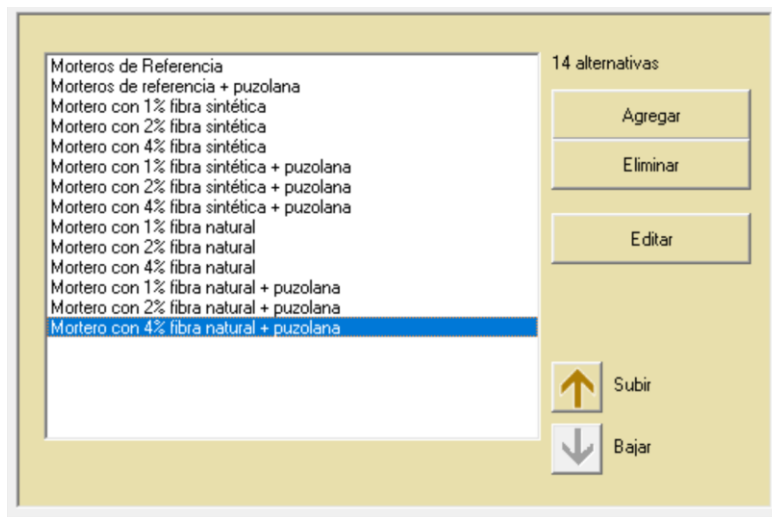 Morteros de Referencia
Morteros de referencia + puzolana
Mortero con 1% fibra sintética
Mortero con 2% fibra sintética
Mortero con 4% fibra sintética
Mortero con 1% fibra sintética + puzolana
Mortero con 2% fibra sintética + puzolana
Mortero con 4% fibra sintética + puzolana
Mortero con 1% fibra natural
Mortero con 2% fibra natural
Mortero con 4% fibra natural
Mortero con 1% fibra natural + puzolana
Mortero con 2% fibra natural + puzolana
Mortero con 4% fibra natural + puzolana
14 alternativas
Agregar
Eliminar
Editar
Subir
Bajar